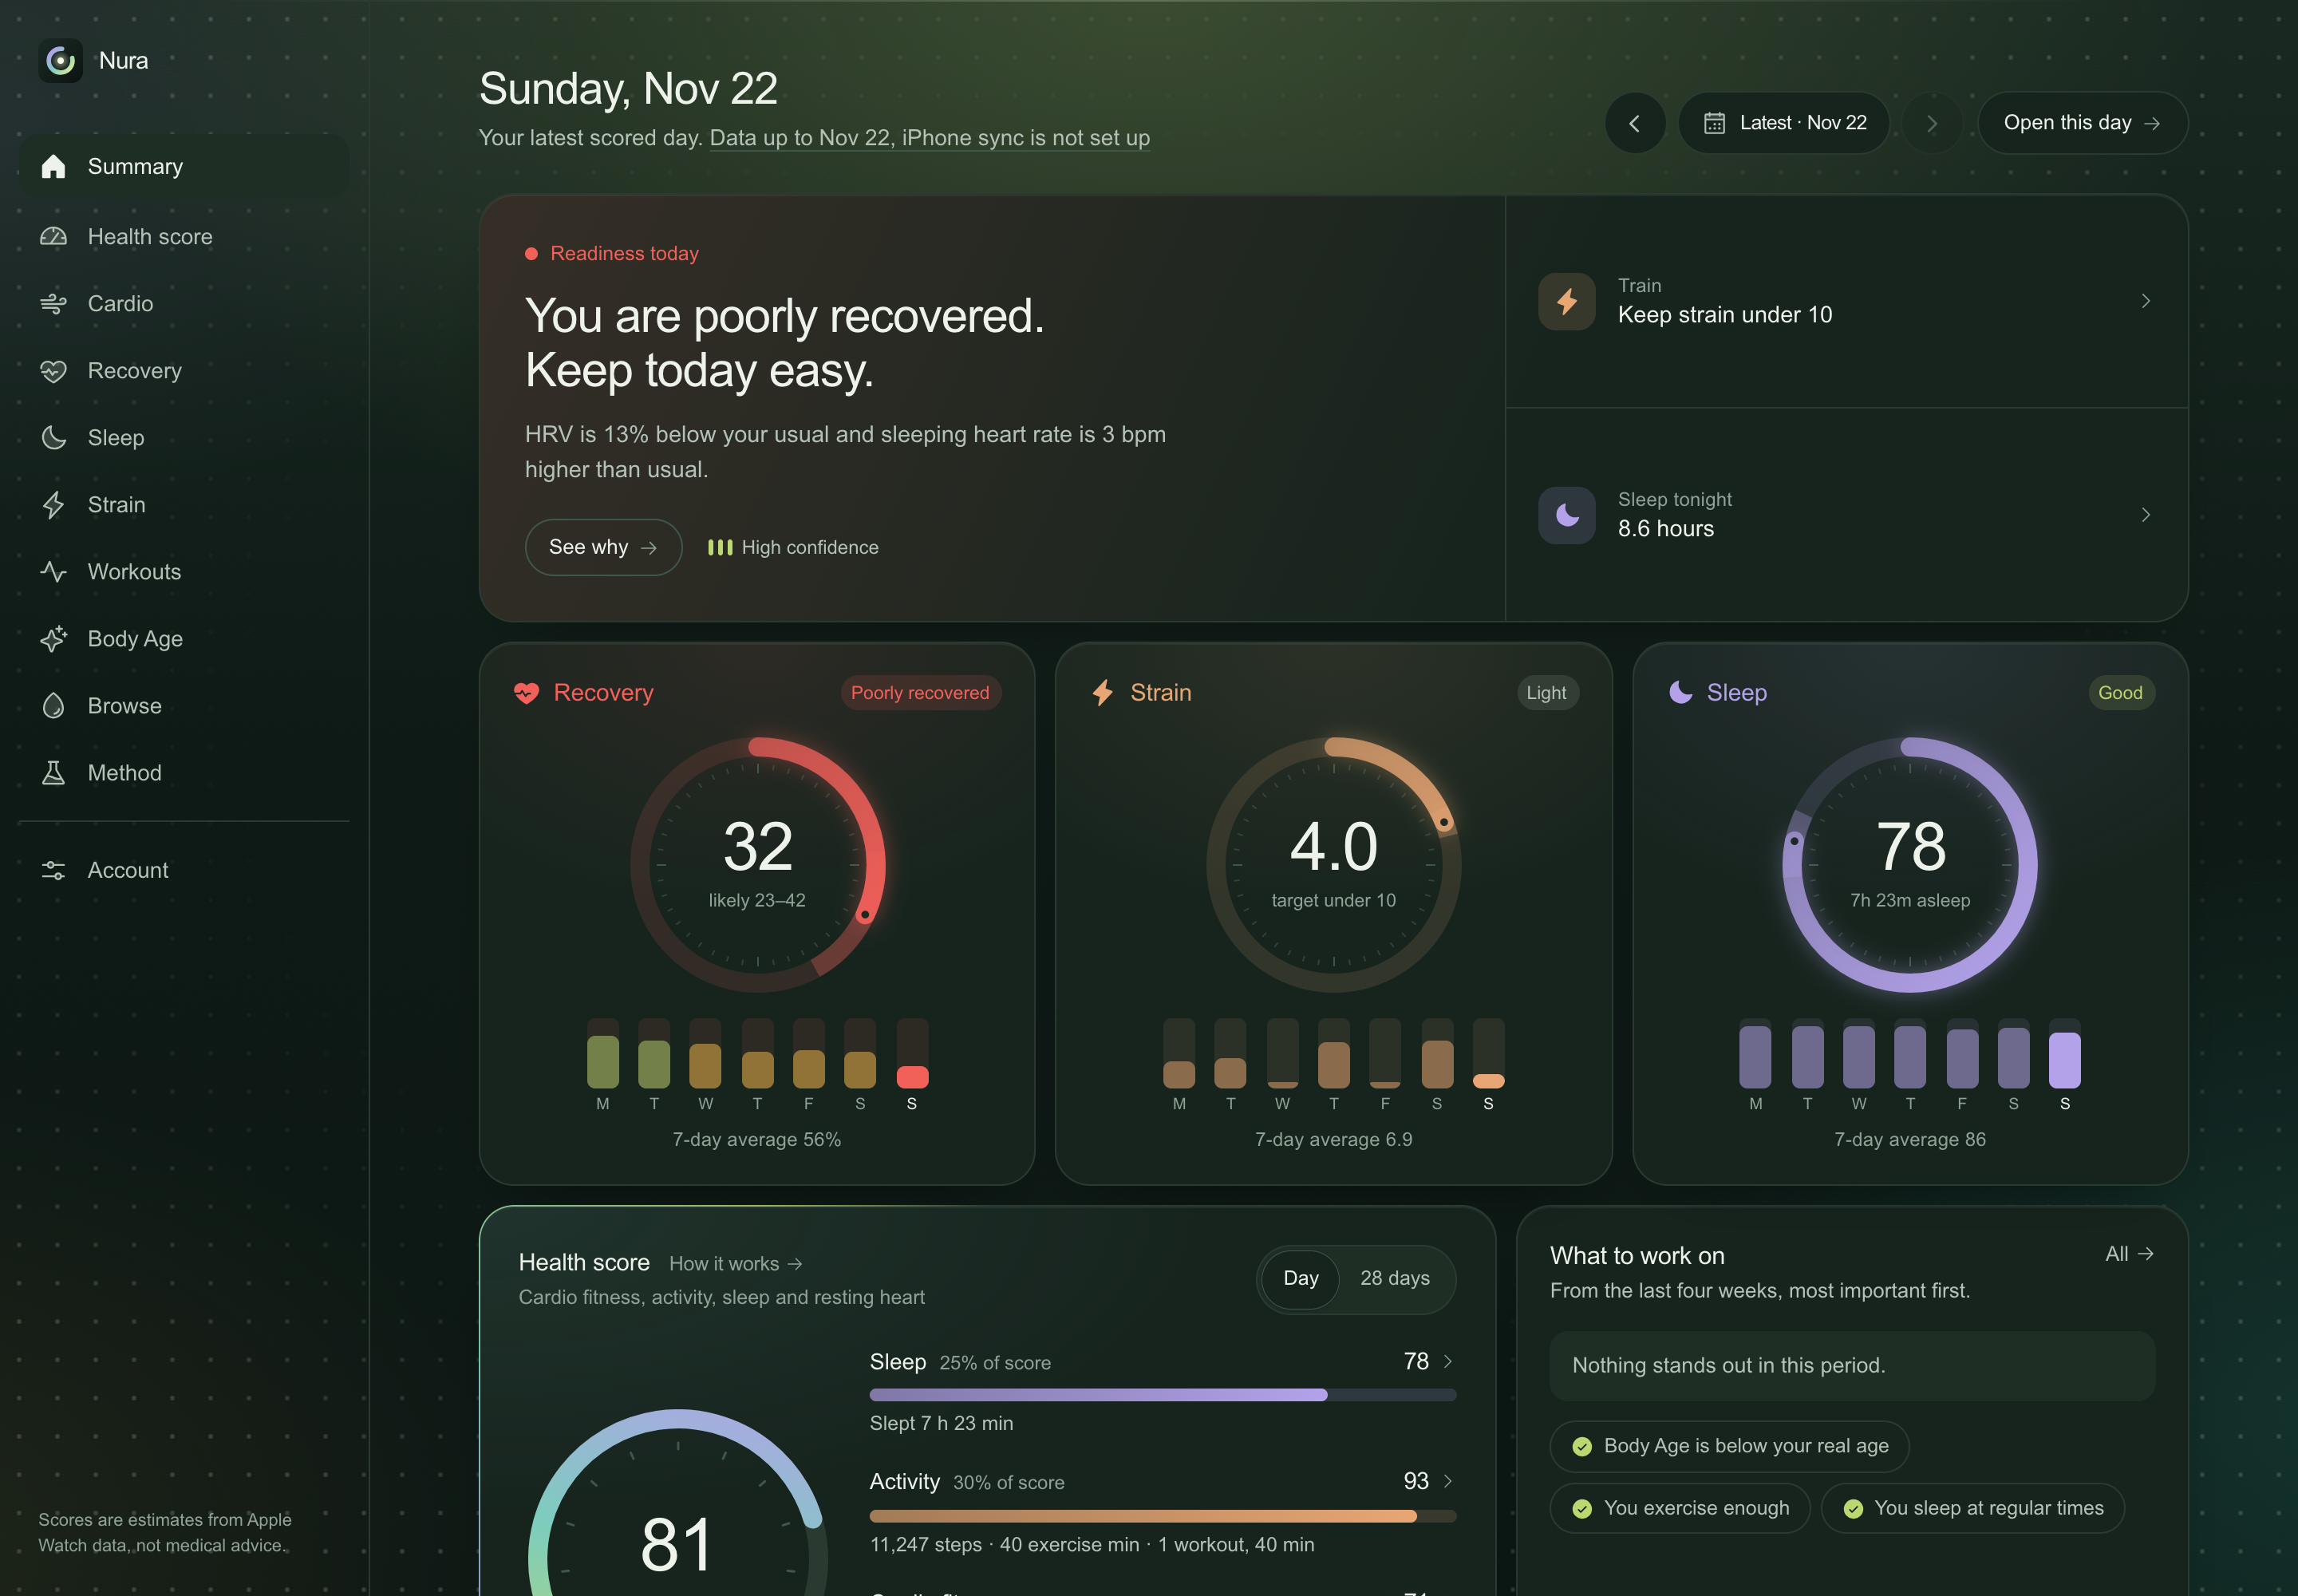 Nura
Summary
Health score
Cardio
Recovery
Sleep
Strain
Workouts
Body Age
Browse
Method
Account
Scores are estimates from Apple
Watch data, not medical advice.
Sunday, Nov 22
Your latest scored day. Data up to Nov 22, iPhone sync is not set up
Latest · Nov 22
Open this day →
Readiness today
You are poorly recovered.
Keep today easy.
HRV is 13% below your usual and sleeping heart rate is 3 bpm
higher than usual.
See why →
High confidence
Train
Keep strain under 10
Sleep tonight
8.6 hours
Recovery
Poorly recovered
32
likely 23–42
M T W T F S S
7-day average 56%
Strain
Light
4.0
target under 10
M T W T F S S
7-day average 6.9
Sleep
Good
78
7h 23m asleep
M T W T F S S
7-day average 86
Health score How it works →
Cardio fitness, activity, sleep and resting heart
Day 28 days
81
Sleep 25% of score 78
Slept 7 h 23 min
Activity 30% of score 93
11,247 steps · 40 exercise min · 1 workout, 40 min
What to work on
All →
From the last four weeks, most important first.
Nothing stands out in this period.
Body Age is below your real age
You exercise enough
You sleep at regular times